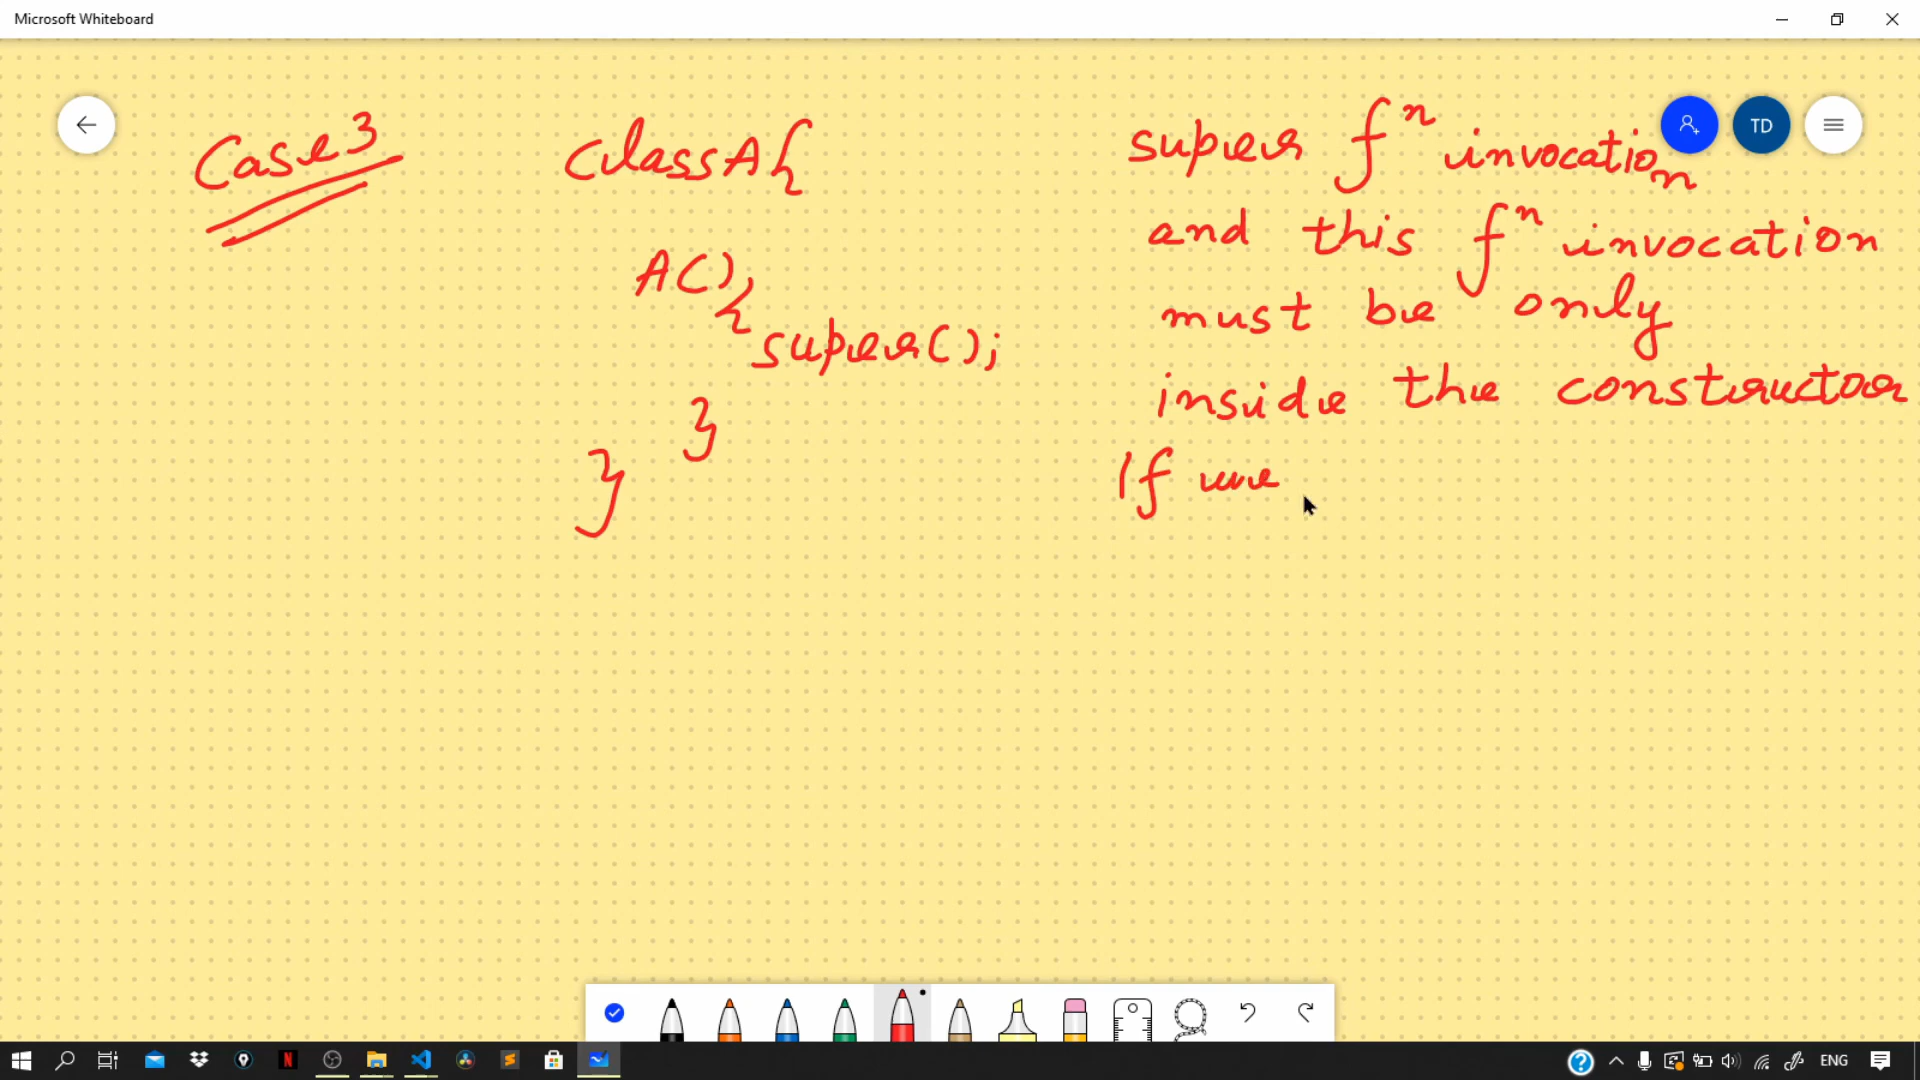 Microsoft Whiteboard
TD
Case 3
class A {
A()
{
super();
}
}
super fⁿ invocation
and this fⁿ invocation
must be only
inside the constructor
If we
ENG